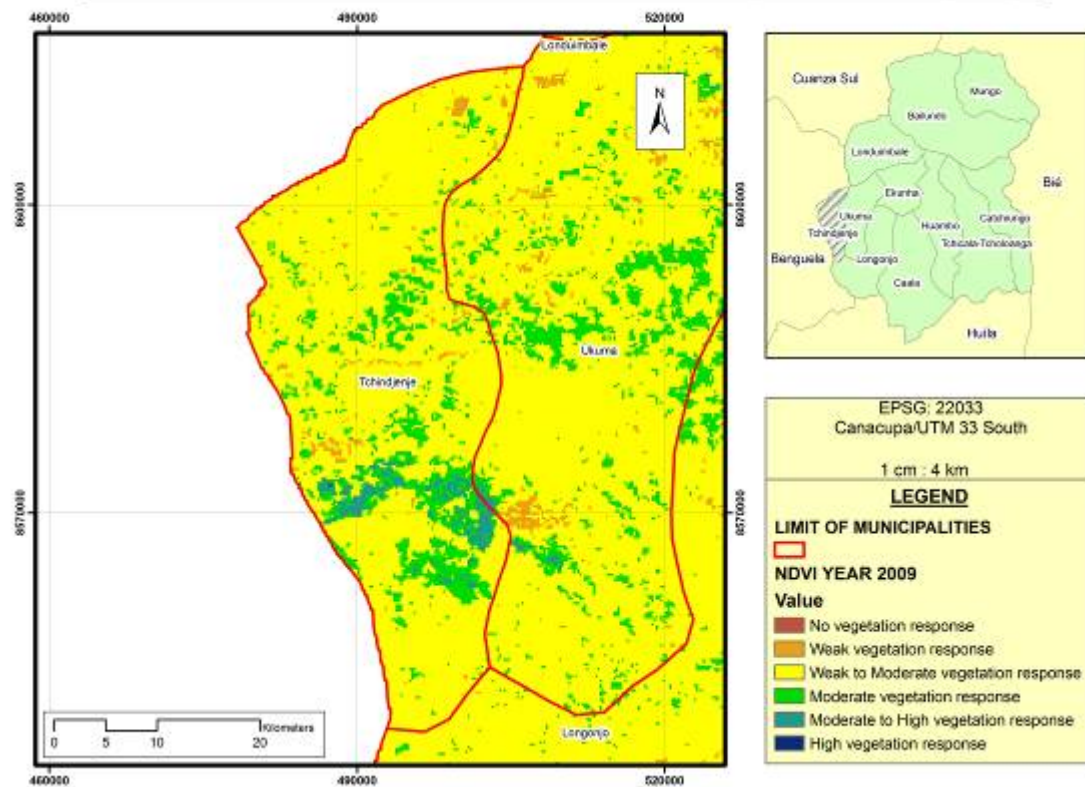 460000 490000 520000
Londuimbale
N
8600000 8600000
Ukuma
Tchindjenje
8570000 8570000
Kilometers
0 5 10 20
Longonjo
460000 490000 520000
Cuanza Sul
Mungo
Bailundo
Londuimbale
Bié
Ekunha
Ukuma
Huambo
Catchiungo
Tchindjenje
Tchicala-Tcholoanga
Benguela
Longonjo
Caala
Huila
EPSG: 22033
Canacupa/UTM 33 South
1 cm : 4 km
LEGEND
LIMIT OF MUNICIPALITIES
NDVI YEAR 2009
Value
No vegetation response
Weak vegetation response
Weak to Moderate vegetation response
Moderate vegetation response
Moderate to High vegetation response
High vegetation response